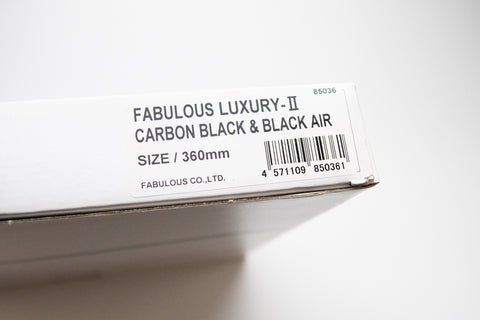 85036
FABULOUS LUXURY-Ⅱ
CARBON BLACK & BLACK AIR
SIZE / 360mm
4 571109 850361
FABULOUS CO.,LTD.